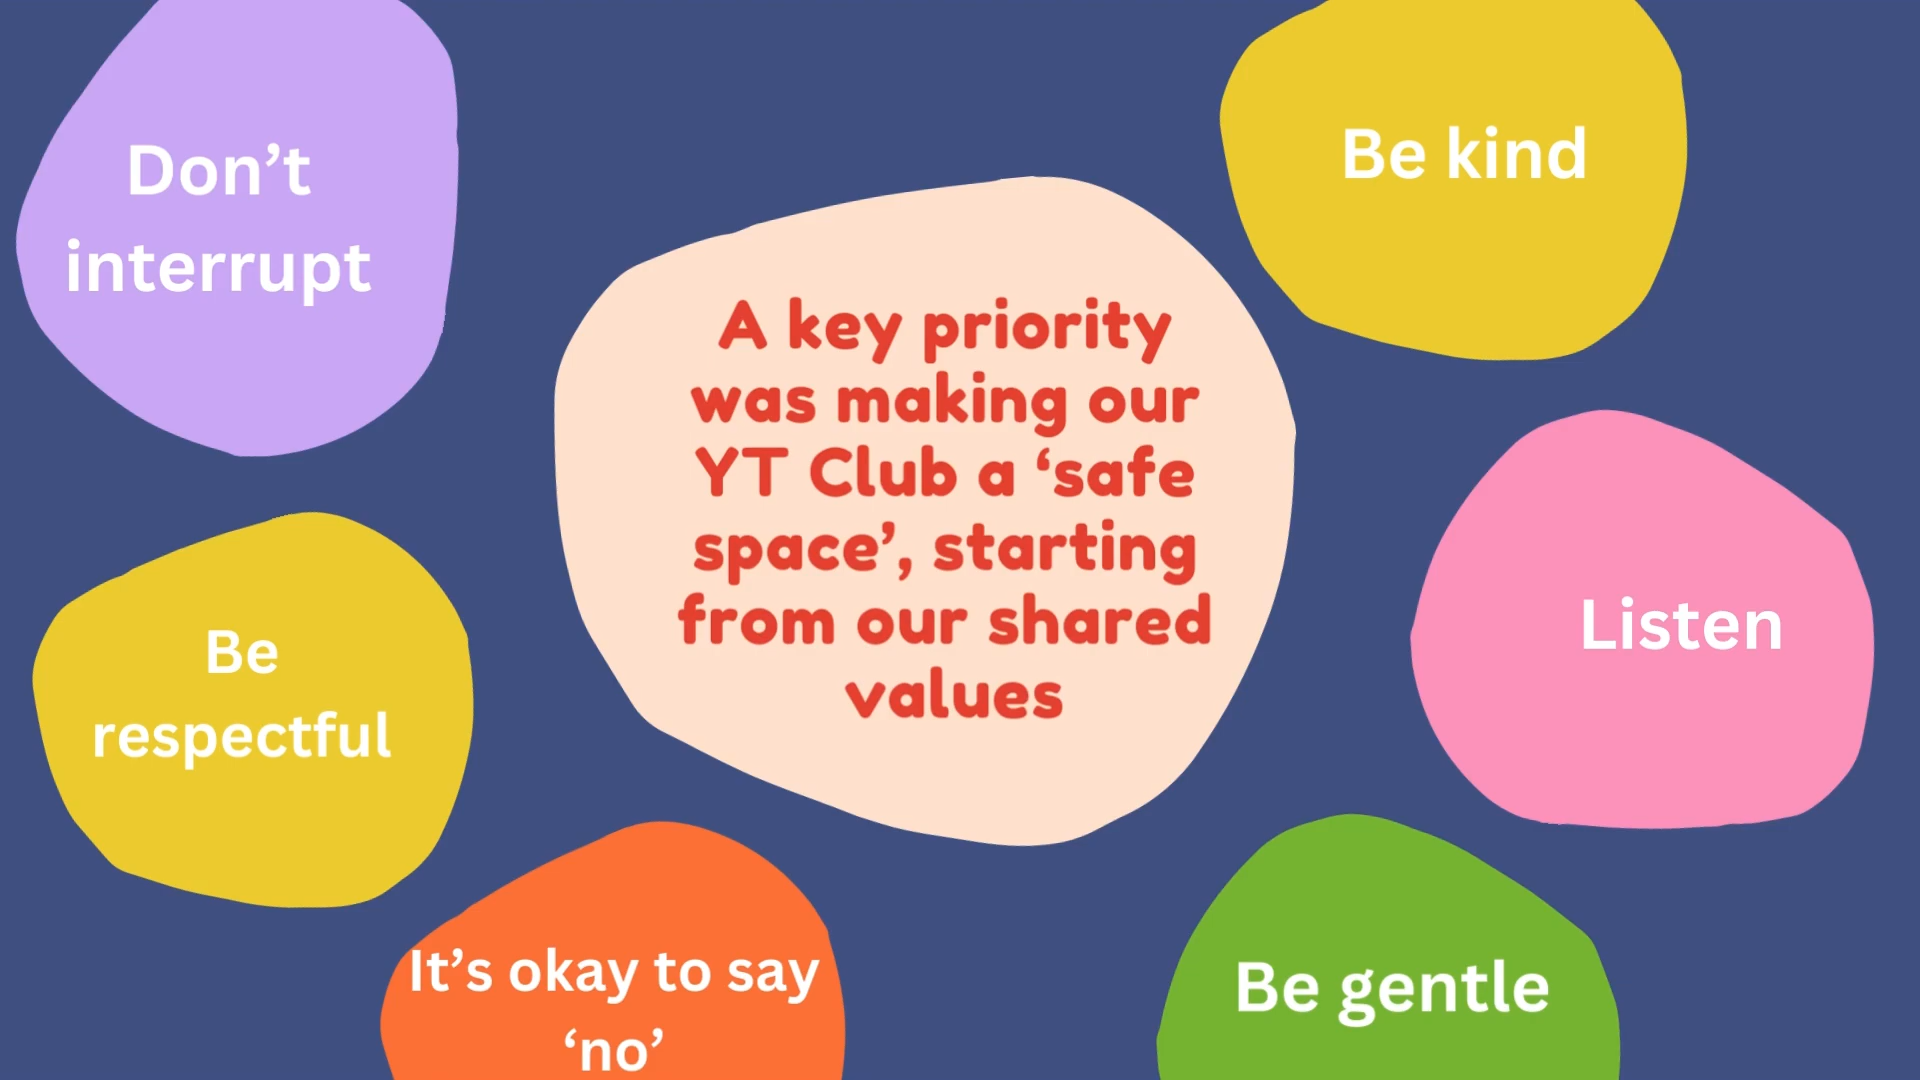 Don’t
interrupt
Be kind
A key priority
was making our
YT Club a ‘safe
space’, starting
from our shared
values
Listen
Be
respectful
It’s okay to say
‘no’
Be gentle